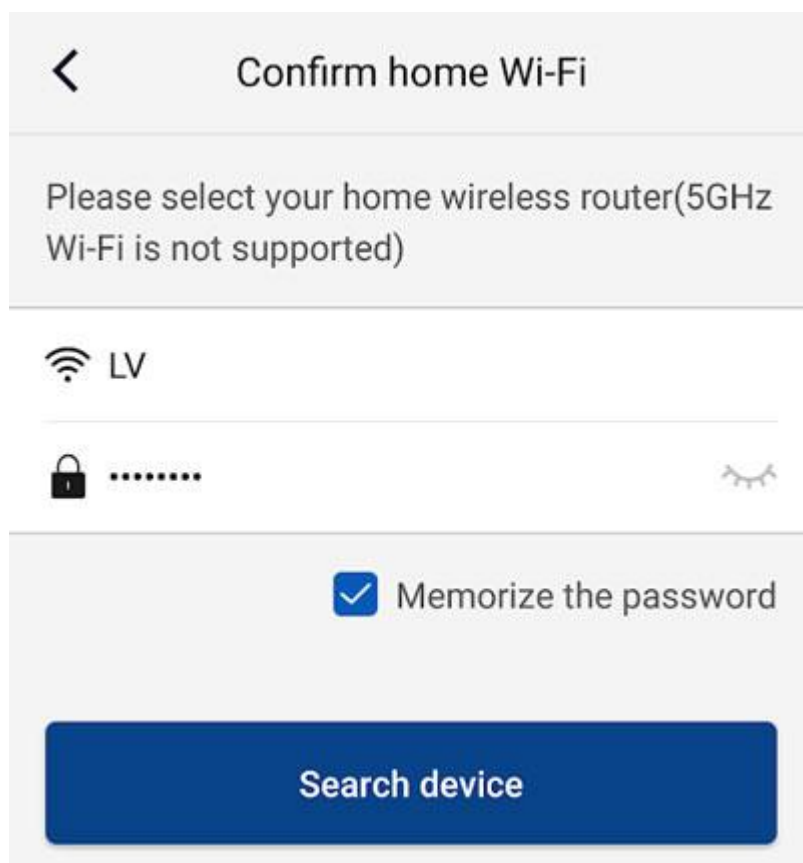 Confirm home Wi-Fi
Please select your home wireless router(5GHz
Wi-Fi is not supported)
LV
••••••••
Memorize the password
Search device